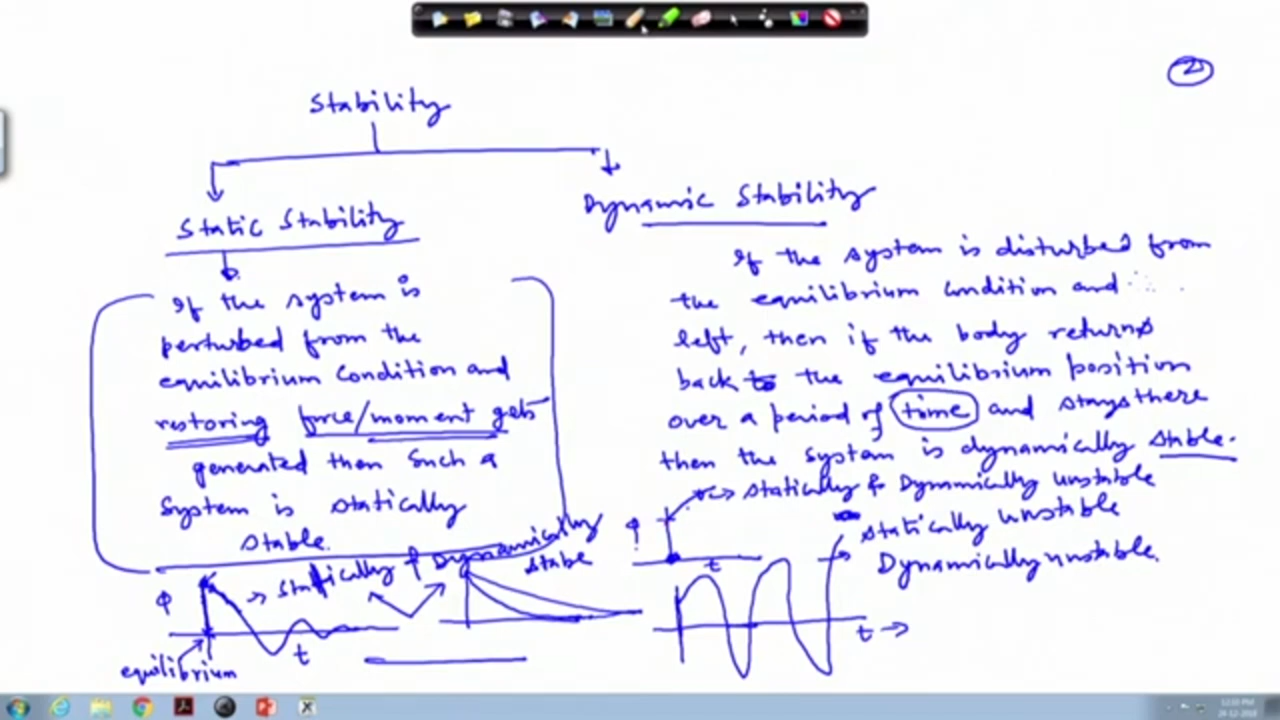 2
Stability
Static Stability
Dynamic Stability
If the system is
perturbed from the
equilibrium condition and
restoring force/moment gets
generated then such a
system is statically
stable.
If the system is disturbed from
the equilibrium condition and
left, then if the body returns
back to the equilibrium position
over a period of time and stays there
then the system is dynamically stable.
→ Statically & Dynamically unstable
→ statically unstable
Dynamically unstable.
→ Statically & Dynamically
stabe
ϕ
t
equilibrium
ϕ
t
t →